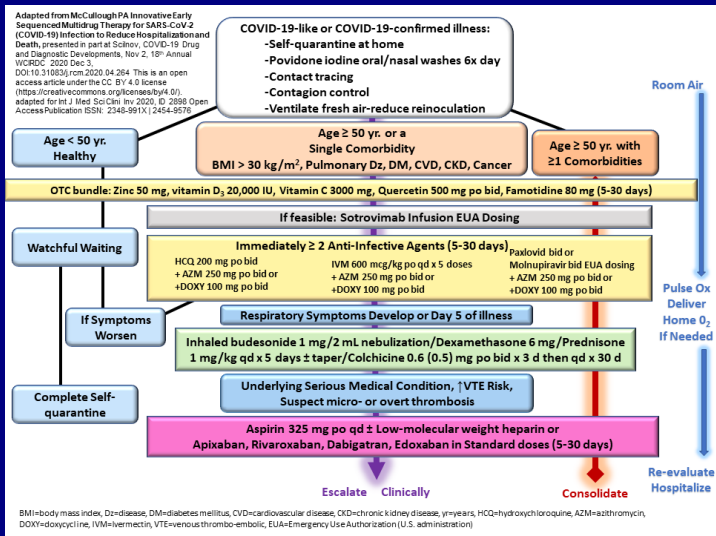 Adapted from McCullough PA Innovative Early
Sequenced Multidrug Therapy for SARS-CoV-2
(COVID-19) Infection to Reduce Hospitalization and
Death, presented in part at SciInov, COVID-19 Drug
and Diagnostic Developments, Nov 2, 18th Annual
WCIRDC 2020 Dec 3,
DOI:10.31083/j.rcm.2020.04.264 This is an open
access article under the CC BY 4.0 license
(https://creativecommons.org/licenses/by/4.0/).
adapted for Int J Med Sci Clini Inv 2020, ID 2898 Open
Access Publication ISSN: 2348-991X | 2454-9576
COVID-19-like or COVID-19-confirmed illness:
-Self-quarantine at home
-Povidone iodine oral/nasal washes 6x day
-Contact tracing
-Contagion control
-Ventilate fresh air-reduce reinoculation
Room Air
Age < 50 yr.
Healthy
Age ≥ 50 yr. or a
Single Comorbidity
BMI > 30 kg/m², Pulmonary Dz, DM, CVD, CKD, Cancer
Age ≥ 50 yr. with
≥1 Comorbidities
OTC bundle: Zinc 50 mg, vitamin D₃ 20,000 IU, Vitamin C 3000 mg, Quercetin 500 mg po bid, Famotidine 80 mg (5-30 days)
If feasible: Sotrovimab Infusion EUA Dosing
Watchful Waiting
Immediately ≥ 2 Anti-Infective Agents (5-30 days)
HCQ 200 mg po bid
+ AZM 250 mg po bid or
+DOXY 100 mg po bid
IVM 600 mcg/kg po qd x 5 doses
+ AZM 250 mg po bid or
+DOXY 100 mg po bid
Paxlovid bid or
Molnupiravir bid EUA dosing
+ AZM 250 mg po bid or
+DOXY 100 mg po bid
Pulse Ox
Deliver
Home 0₂
If Needed
If Symptoms
Worsen
Respiratory Symptoms Develop or Day 5 of illness
Inhaled budesonide 1 mg/2 mL nebulization/Dexamethasone 6 mg/Prednisone
1 mg/kg qd x 5 days ± taper/Colchicine 0.6 (0.5) mg po bid x 3 d then qd x 30 d
Complete Self-
quarantine
Underlying Serious Medical Condition, ↑VTE Risk,
Suspect micro- or overt thrombosis
Aspirin 325 mg po qd ± Low-molecular weight heparin or
Apixaban, Rivaroxaban, Dabigatran, Edoxaban in Standard doses (5-30 days)
Re-evaluate
Hospitalize
Escalate Clinically
Consolidate
BMI=body mass index, Dz=disease, DM=diabetes mellitus, CVD=cardiovascular disease, CKD=chronic kidney disease, yr=years, HCQ=hydroxychloroquine, AZM=azithromycin,
DOXY=doxycycline, IVM=Ivermectin, VTE=venous thrombo-embolic, EUA=Emergency Use Authorization (U.S. administration)